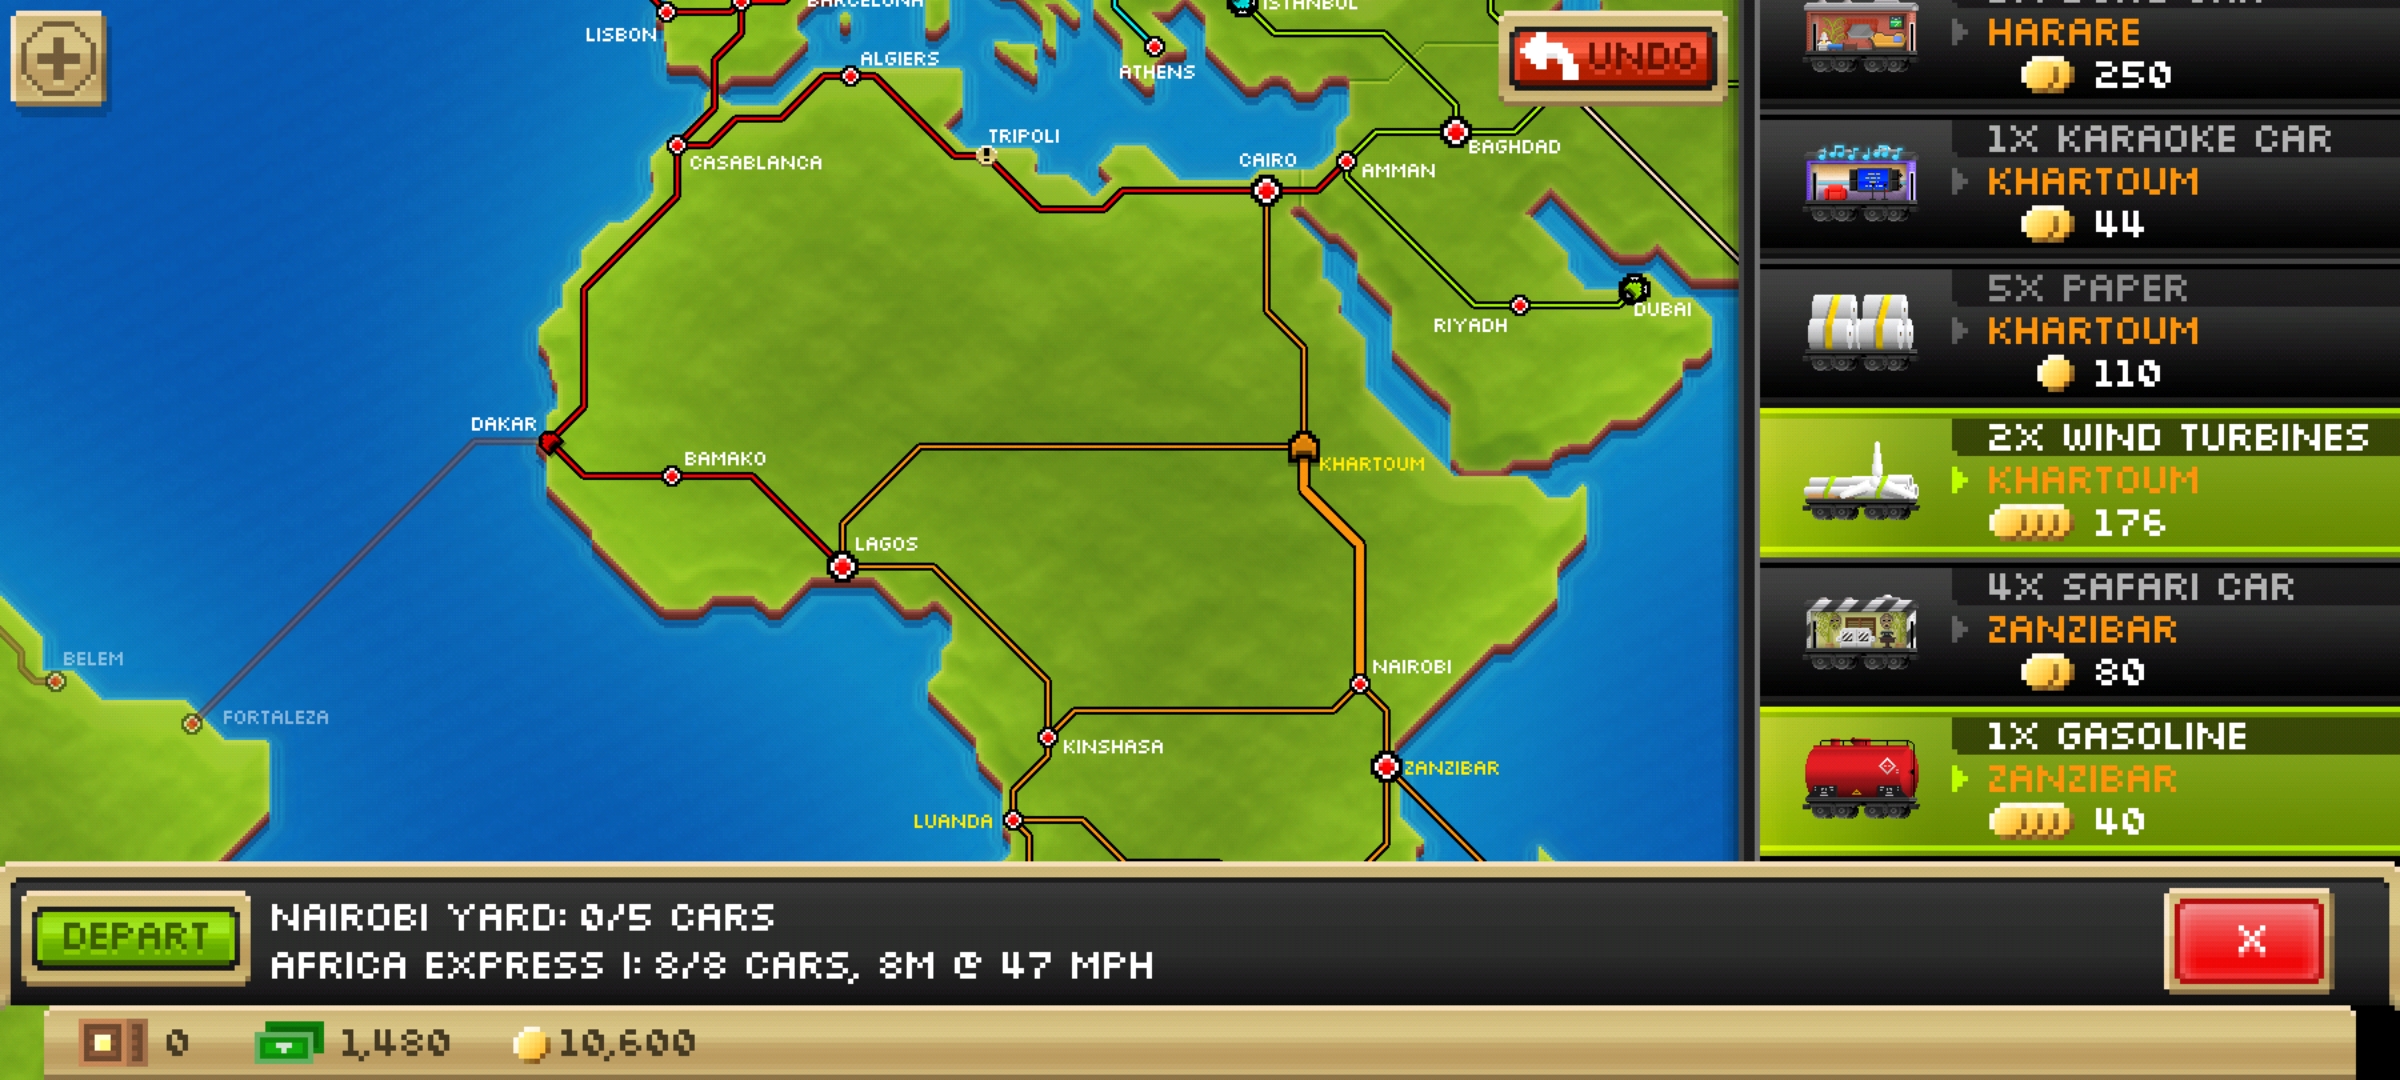 BARCELONA
ISTANBUL
LISBON
ALGIERS
ATHENS
UNDO
TRIPOLI
CASABLANCA
CAIRO
BAGHDAD
AMMAN
RIYADH
DUBAI
DAKAR
BAMAKO
KHARTOUM
LAGOS
BELEM
NAIROBI
FORTALEZA
KINSHASA
ZANZIBAR
LUANDA
HARARE
250
1X KARAOKE CAR
KHARTOUM
44
5X PAPER
KHARTOUM
110
2X WIND TURBINES
KHARTOUM
176
4X SAFARI CAR
ZANZIBAR
80
1X GASOLINE
ZANZIBAR
40
DEPART
NAIROBI YARD: 0/5 CARS
AFRICA EXPRESS I: 8/8 CARS, 8M @ 47 MPH
X
0
1,480
10,600